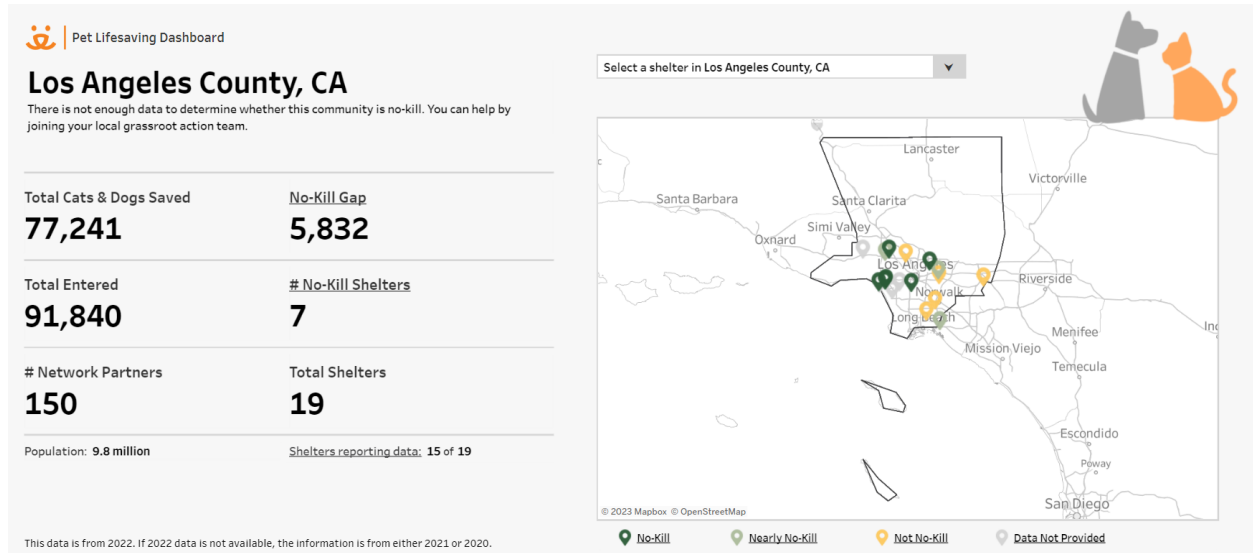 Pet Lifesaving Dashboard
Los Angeles County, CA
There is not enough data to determine whether this community is no-kill. You can help by
joining your local grassroot action team.
Total Cats & Dogs Saved
77,241
No-Kill Gap
5,832
Total Entered
91,840
# No-Kill Shelters
7
# Network Partners
150
Total Shelters
19
Population: 9.8 million
Shelters reporting data: 15 of 19
This data is from 2022. If 2022 data is not available, the information is from either 2021 or 2020.
Select a shelter in Los Angeles County, CA
Lancaster
Victorville
Santa Barbara
Santa Clarita
Simi Valley
Oxnard
Los Angeles
Riverside
Norwalk
Long Beach
Menifee
Mission Viejo
Temecula
Escondido
Poway
San Diego
© 2023 Mapbox © OpenStreetMap
No-Kill
Nearly No-Kill
Not No-Kill
Data Not Provided